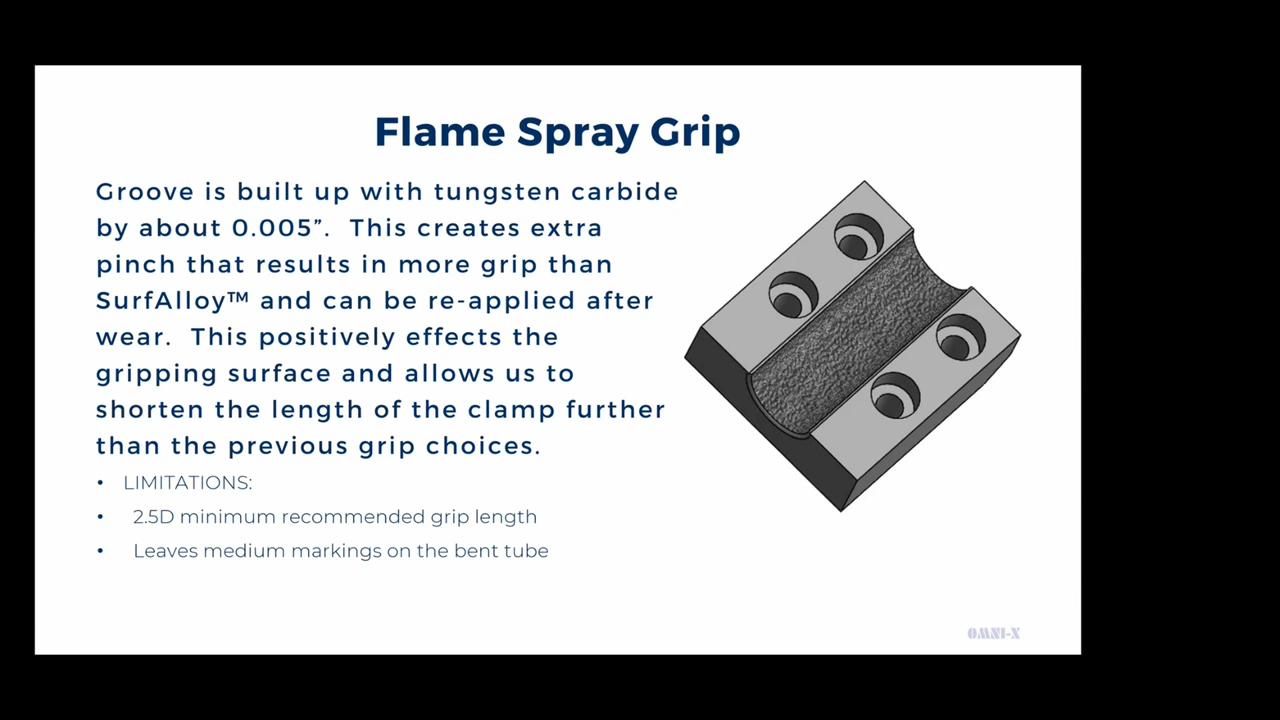 Flame Spray Grip
Groove is built up with tungsten carbide
by about 0.005”.  This creates extra
pinch that results in more grip than
SurfAlloy™ and can be re-applied after
wear.  This positively effects the
gripping surface and allows us to
shorten the length of the clamp further
than the previous grip choices.
• LIMITATIONS:
• 2.5D minimum recommended grip length
• Leaves medium markings on the bent tube
OMNI-X